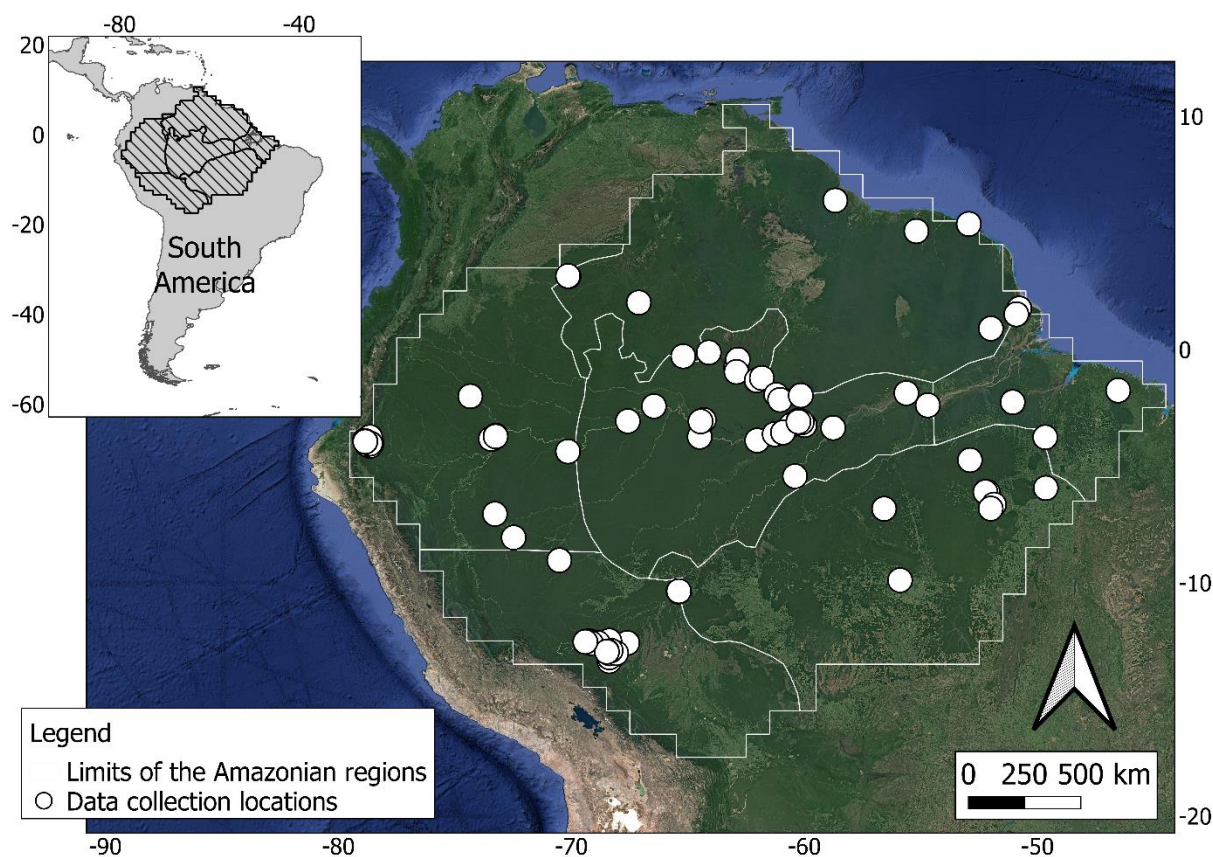 -80 -40
20
0
-20
-40
-60
South
America
10
0
-10
-20
Legend
Limits of the Amazonian regions
Data collection locations
0 250 500 km
-90 -80 -70 -60 -50